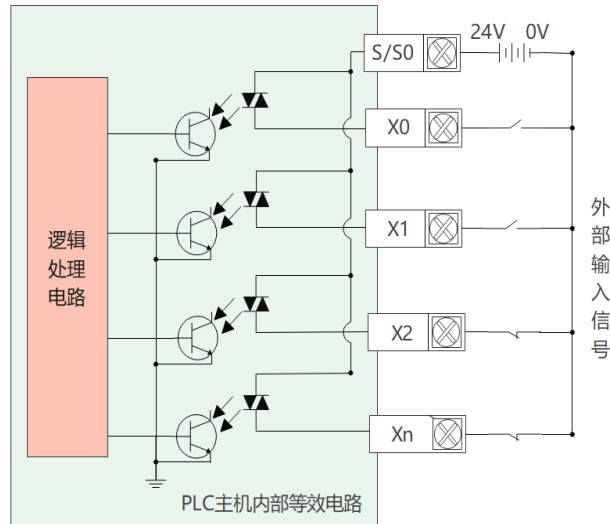 24V 0V
S/S0
X0
X1
X2
Xn
逻辑
处理
电路
外
部
输
入
信
号
PLC主机内部等效电路